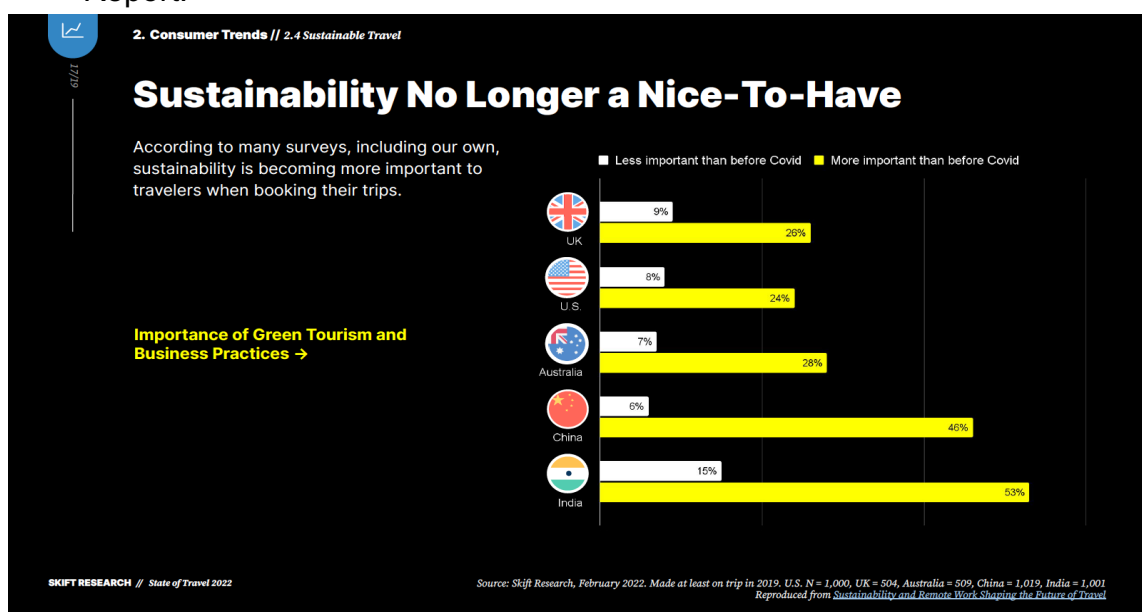 Report.
2. Consumer Trends // 2.4 Sustainable Travel
17/19
Sustainability No Longer a Nice-To-Have
According to many surveys, including our own,
sustainability is becoming more important to
travelers when booking their trips.
Importance of Green Tourism and
Business Practices →
Less important than before Covid More important than before Covid
9%
26%
UK
8%
24%
U.S.
7%
28%
Australia
6%
46%
China
15%
53%
India
SKIFT RESEARCH // State of Travel 2022
Source: Skift Research, February 2022. Made at least on trip in 2019. U.S. N = 1,000, UK = 504, Australia = 509, China = 1,019, India = 1,001
Reproduced from Sustainability and Remote Work Shaping the Future of Travel